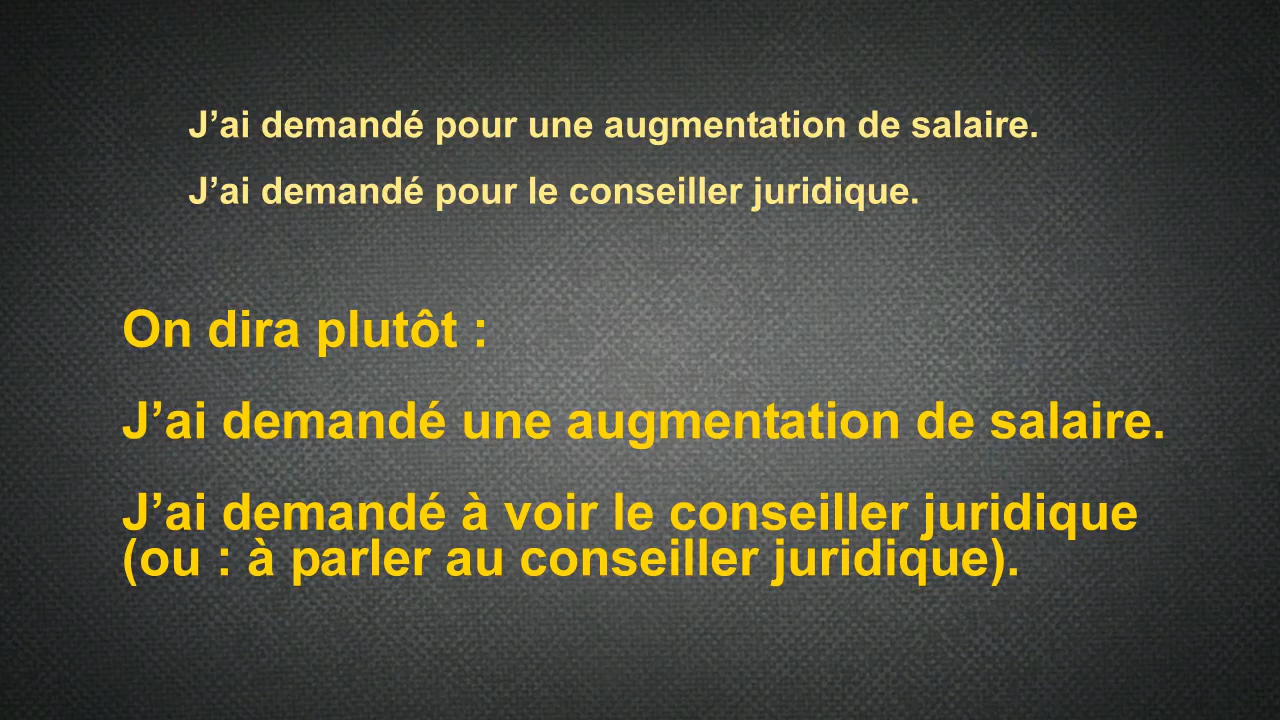 J’ai demandé pour une augmentation de salaire.
J’ai demandé pour le conseiller juridique.
On dira plutôt :
J’ai demandé une augmentation de salaire.
J’ai demandé à voir le conseiller juridique
(ou : à parler au conseiller juridique).